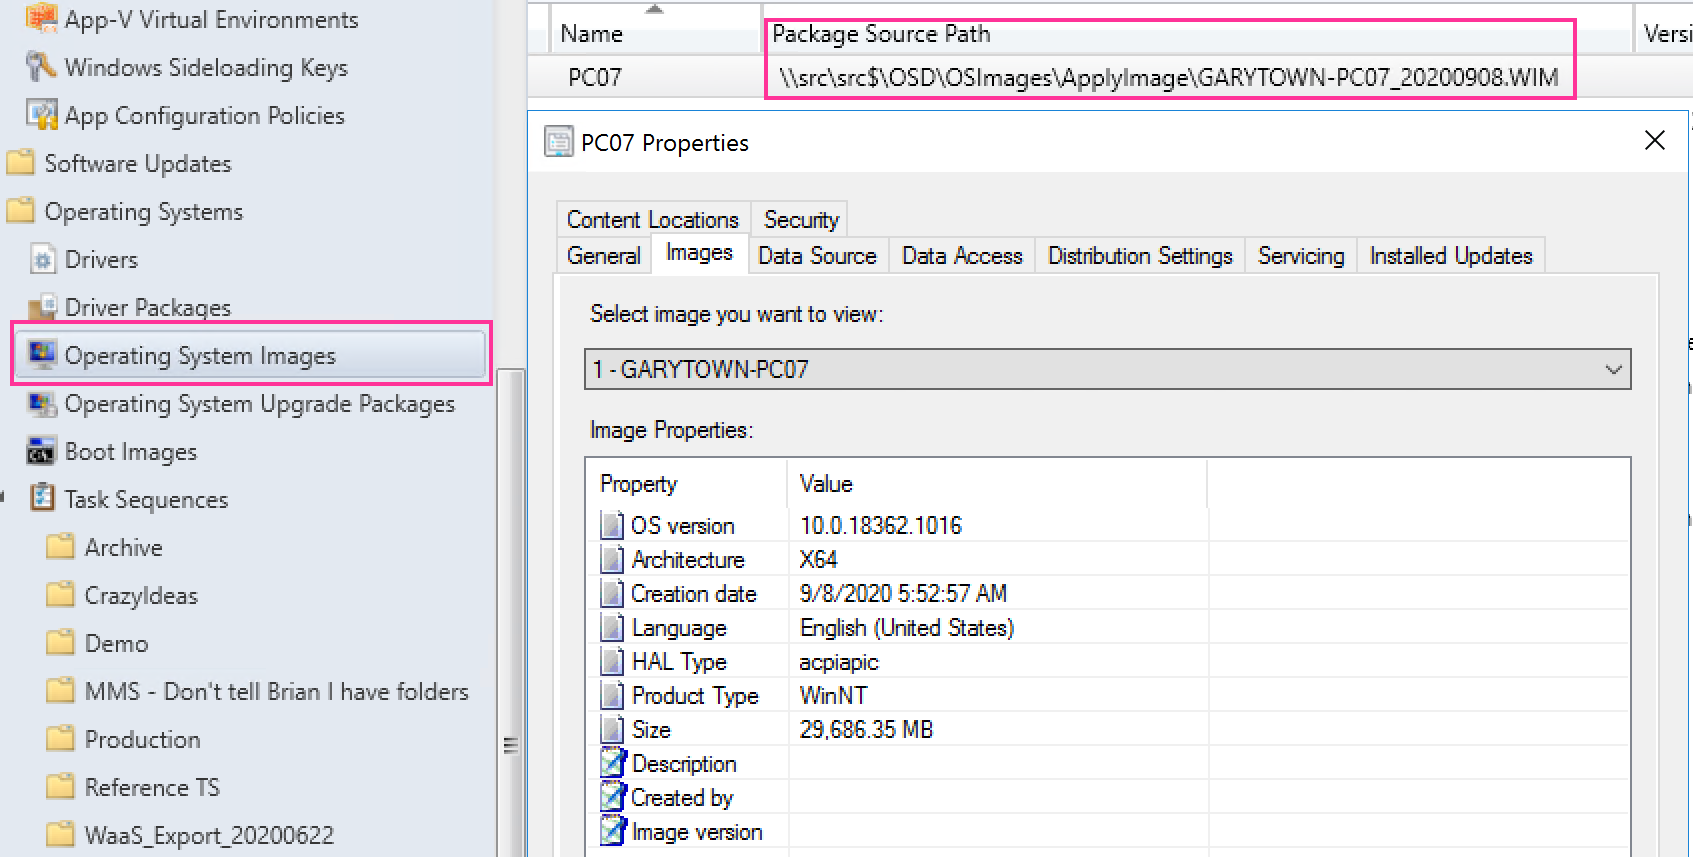 App-V Virtual Environments
Windows Sideloading Keys
App Configuration Policies
Software Updates
Operating Systems
Drivers
Driver Packages
Operating System Images
Operating System Upgrade Packages
Boot Images
Task Sequences
Archive
CrazyIdeas
Demo
MMS - Don't tell Brian I have folders
Production
Reference TS
WaaS_Export_20200622
Name Package Source Path
PC07 \\src\src$\OSD\OSImages\ApplyImage\GARYTOWN-PC07_20200908.WIM
PC07 Properties
Content Locations Security
General Images Data Source Data Access Distribution Settings Servicing Installed Updates
Select image you want to view:
1 - GARYTOWN-PC07
Image Properties:
Property Value
OS version 10.0.18362.1016
Architecture X64
Creation date 9/8/2020 5:52:57 AM
Language English (United States)
HAL Type acpiapic
Product Type WinNT
Size 29,686.35 MB
Description
Created by
Image version